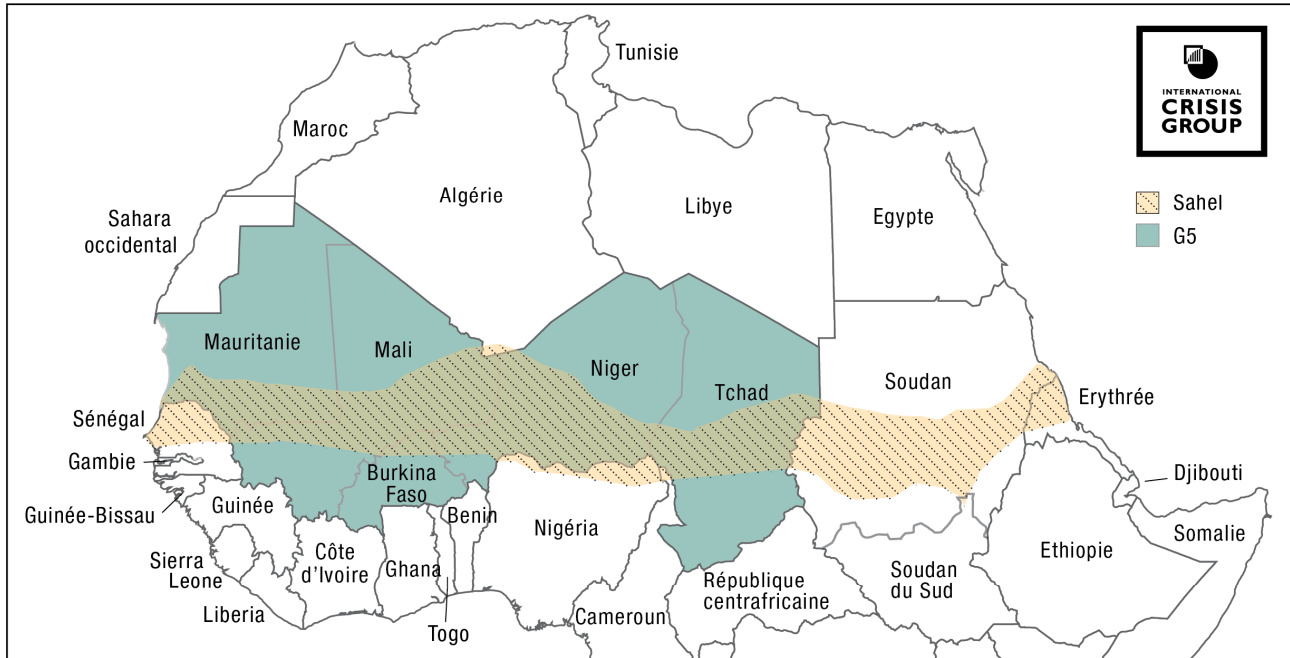 Tunisie
INTERNATIONAL
CRISIS
GROUP
Maroc
Algérie
Libye
Egypte
Sahel
G5
Sahara
occidental
Mauritanie
Mali
Niger
Tchad
Soudan
Erythrée
Sénégal
Gambie
Burkina
Faso
Djibouti
Guinée-Bissau
Guinée
Benin
Nigéria
Somalie
Sierra
Leone
Côte
d'Ivoire
Ghana
Ethiopie
République
centrafricaine
Soudan
du Sud
Liberia
Togo
Cameroun